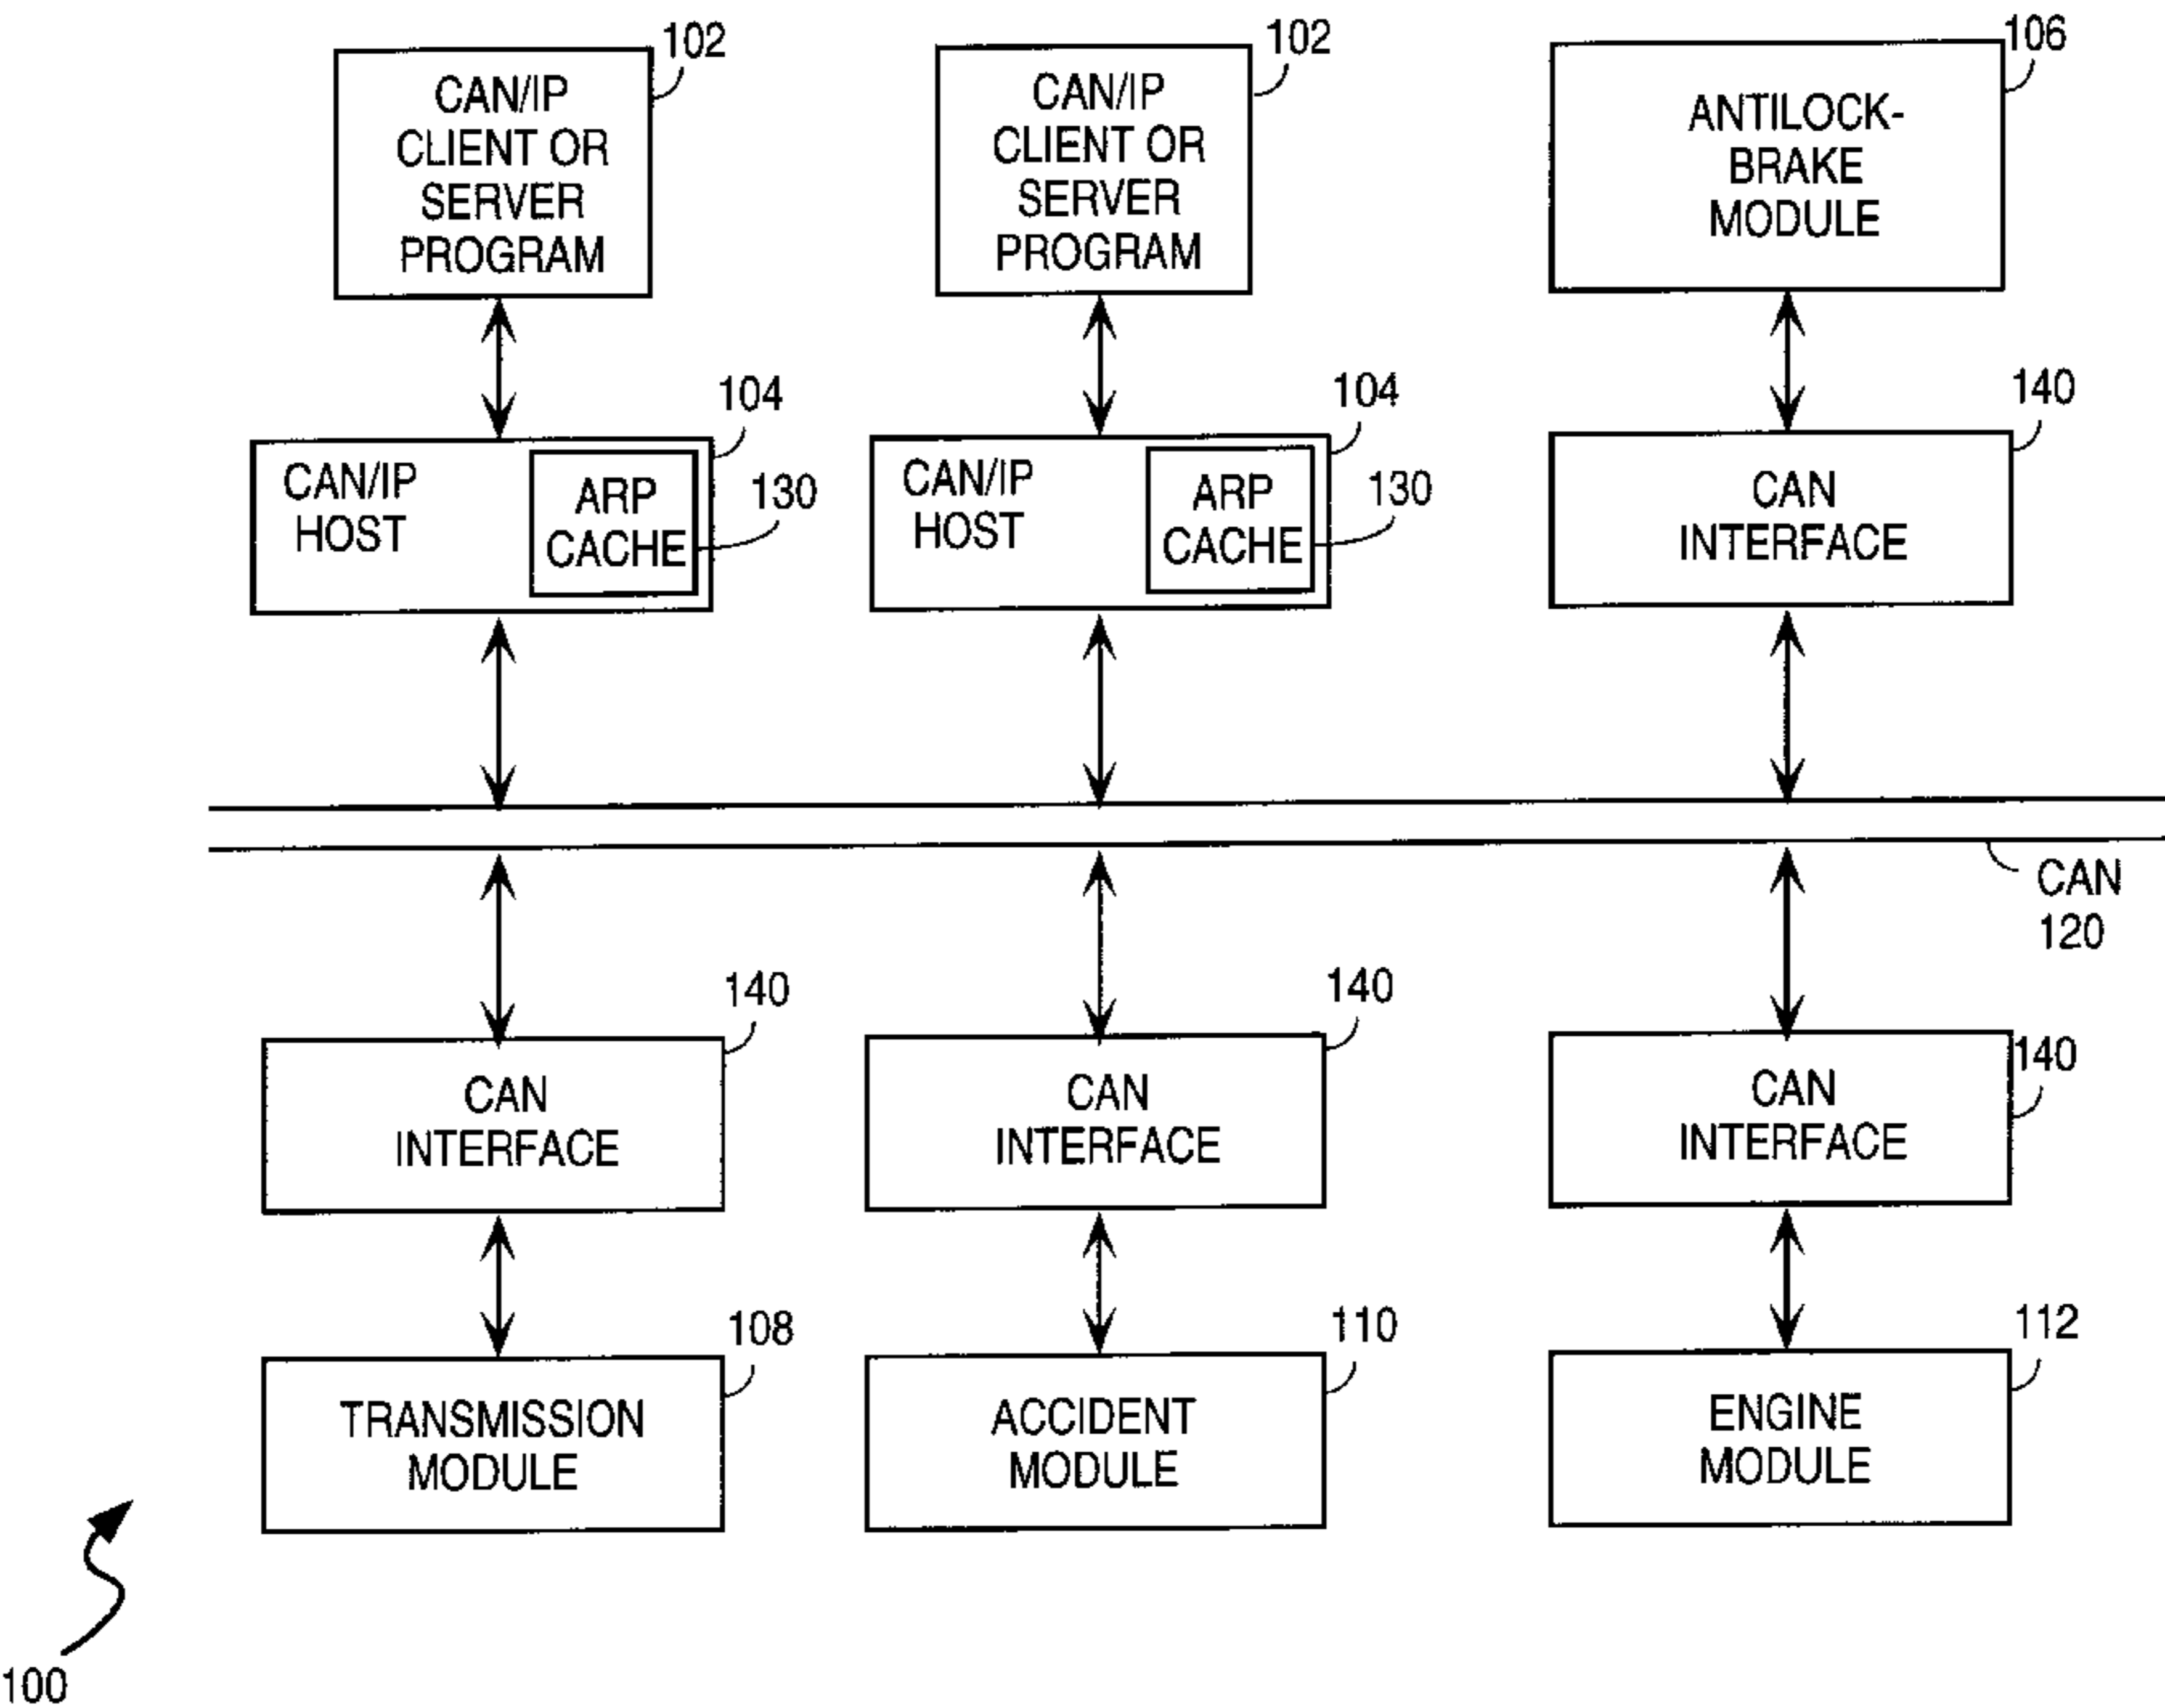 102
CAN/IP
CLIENT OR
SERVER
PROGRAM
102
CAN/IP
CLIENT OR
SERVER
PROGRAM
106
ANTILOCK-
BRAKE
MODULE
104
CAN/IP
HOST
ARP
CACHE
130
104
CAN/IP
HOST
ARP
CACHE
130
140
CAN
INTERFACE
CAN
120
140
CAN
INTERFACE
140
CAN
INTERFACE
140
CAN
INTERFACE
108
TRANSMISSION
MODULE
110
ACCIDENT
MODULE
112
ENGINE
MODULE
100